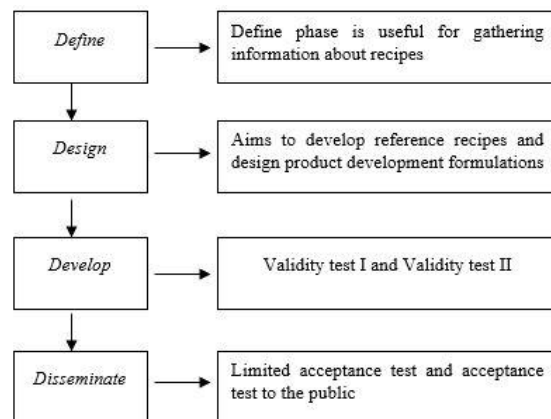 Define
Define phase is useful for gathering
information about recipes
Design
Aims to develop reference recipes and
design product development formulations
Develop
Validity test I and Validity test II
Disseminate
Limited acceptance test and acceptance
test to the public